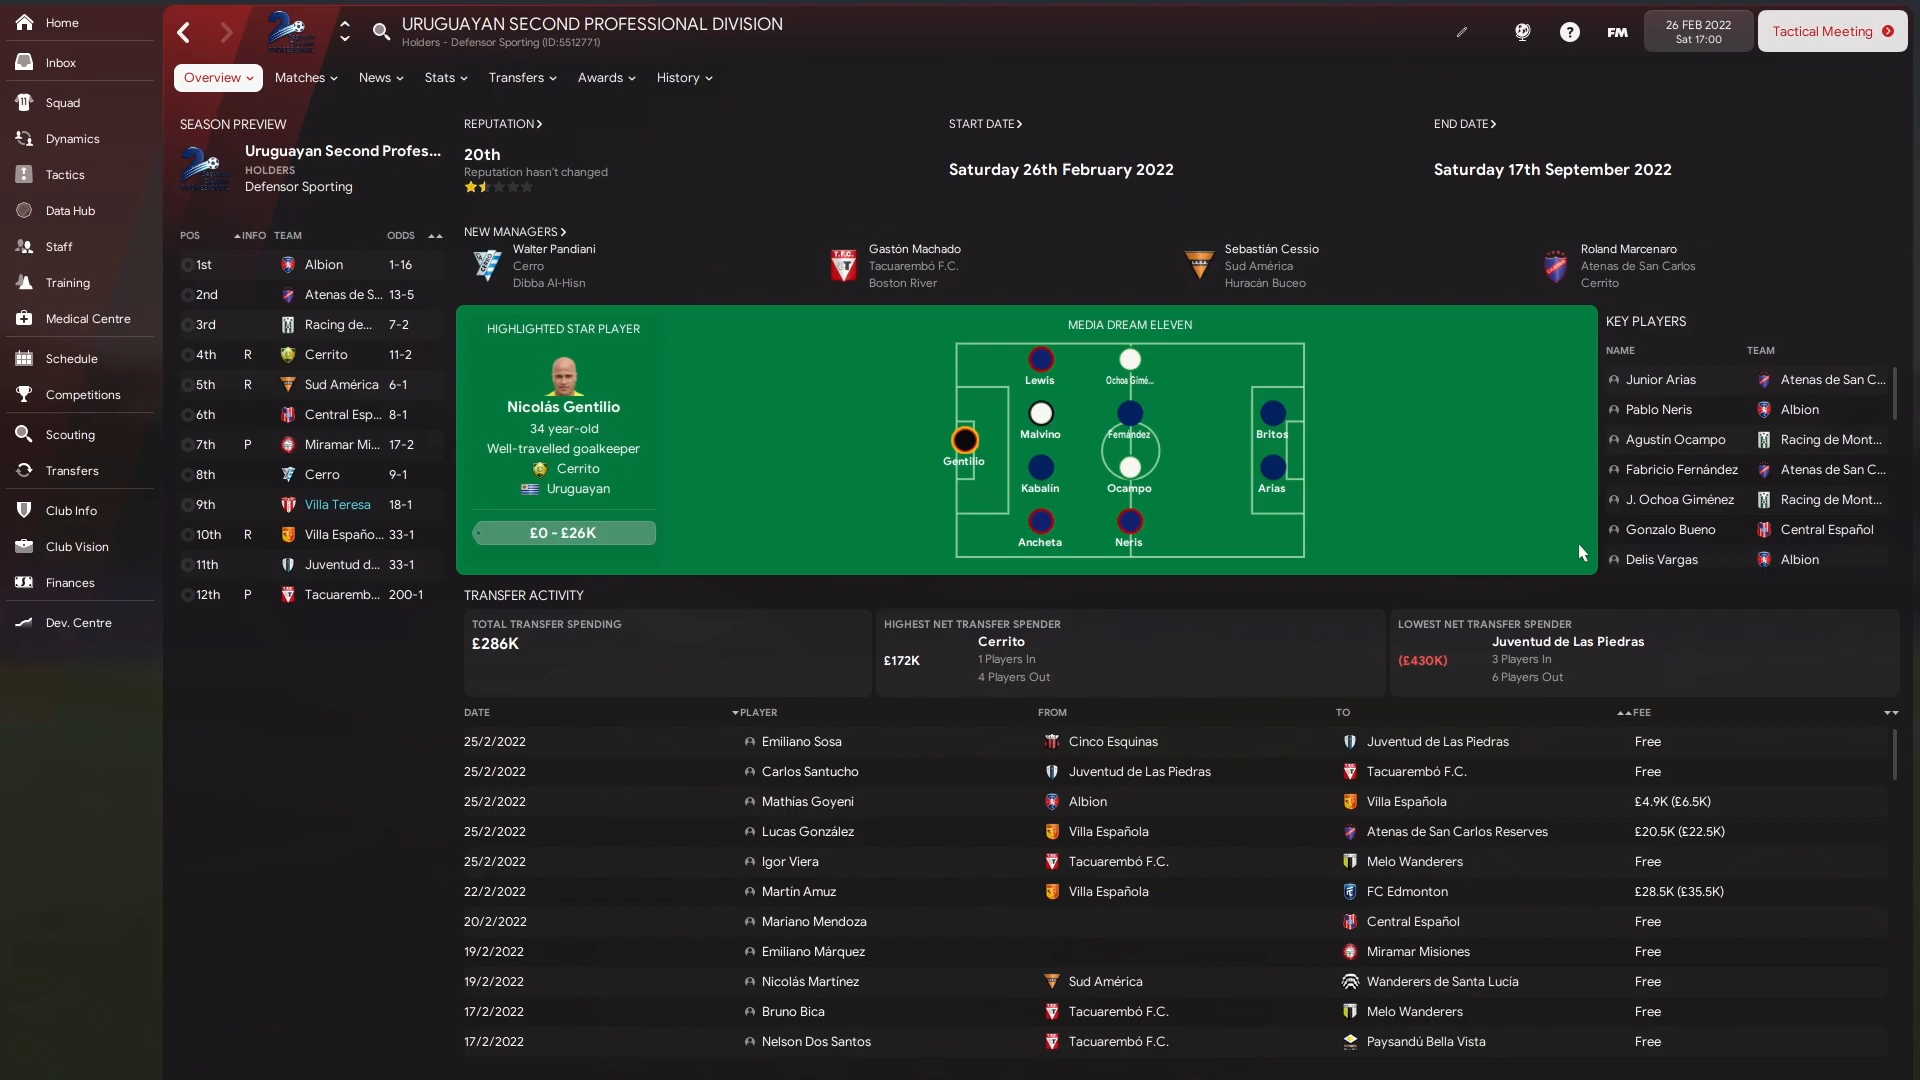 Home
Inbox
Squad
Dynamics
Tactics
Data Hub
Staff
Training
Medical Centre
Schedule
Competitions
Scouting
Transfers
Club Info
Club Vision
Finances
Dev. Centre
URUGUAYAN SECOND PROFESSIONAL DIVISION
Holders - Defensor Sporting (ID:5512771)
FM
26 FEB 2022
Sat 17:00
Tactical Meeting
Overview Matches News Stats Transfers Awards History
SEASON PREVIEW
Uruguayan Second Profes...
HOLDERS
Defensor Sporting
REPUTATION
20th
Reputation hasn't changed
START DATE
Saturday 26th February 2022
END DATE
Saturday 17th September 2022
POS INFO TEAM ODDS
1st Albion 1-16
2nd Atenas de S... 13-5
3rd Racing de... 7-2
4th R Cerrito 11-2
5th R Sud América 6-1
6th Central Esp... 8-1
7th P Miramar Mi... 17-2
8th Cerro 9-1
9th Villa Teresa 18-1
10th R Villa Españo... 33-1
11th Juventud d... 33-1
12th P Tacuaremb... 200-1
NEW MANAGERS
Walter Pandiani
Cerro
Dibba Al-Hisn
Gastón Machado
Tacuarembó F.C.
Boston River
Sebastián Cessio
Sud América
Huracán Buceo
Roland Marcenaro
Atenas de San Carlos
Cerrito
HIGHLIGHTED STAR PLAYER
Nicolás Gentilio
34 year-old
Well-travelled goalkeeper
Cerrito
Uruguayan
£0 - £26K
MEDIA DREAM ELEVEN
Lewis
Ochoa Gimé...
Malvino
Fernández
Britos
Gentilio
Kabalín
Ocampo
Arias
Ancheta
Neris
KEY PLAYERS
NAME TEAM
Junior Arias Atenas de San C...
Pablo Neris Albion
Agustín Ocampo Racing de Mont...
Fabricio Fernández Atenas de San C...
J. Ochoa Giménez Racing de Mont...
Gonzalo Bueno Central Español
Delis Vargas Albion
TRANSFER ACTIVITY
TOTAL TRANSFER SPENDING
£286K
HIGHEST NET TRANSFER SPENDER
Cerrito
£172K
1 Players In
4 Players Out
LOWEST NET TRANSFER SPENDER
Juventud de Las Piedras
(£430K)
3 Players In
6 Players Out
DATE PLAYER FROM TO FEE
25/2/2022 Emiliano Sosa Cinco Esquinas Juventud de Las Piedras Free
25/2/2022 Carlos Santucho Juventud de Las Piedras Tacuarembó F.C. Free
25/2/2022 Mathías Goyeni Albion Villa Española £4.9K (£6.5K)
25/2/2022 Lucas González Villa Española Atenas de San Carlos Reserves £20.5K (£22.5K)
25/2/2022 Igor Viera Tacuarembó F.C. Melo Wanderers Free
22/2/2022 Martín Amuz Villa Española FC Edmonton £28.5K (£35.5K)
20/2/2022 Mariano Mendoza Central Español Free
19/2/2022 Emiliano Márquez Miramar Misiones Free
19/2/2022 Nicolás Martínez Sud América Wanderers de Santa Lucía Free
17/2/2022 Bruno Bica Tacuarembó F.C. Melo Wanderers Free
17/2/2022 Nelson Dos Santos Tacuarembó F.C. Paysandú Bella Vista Free